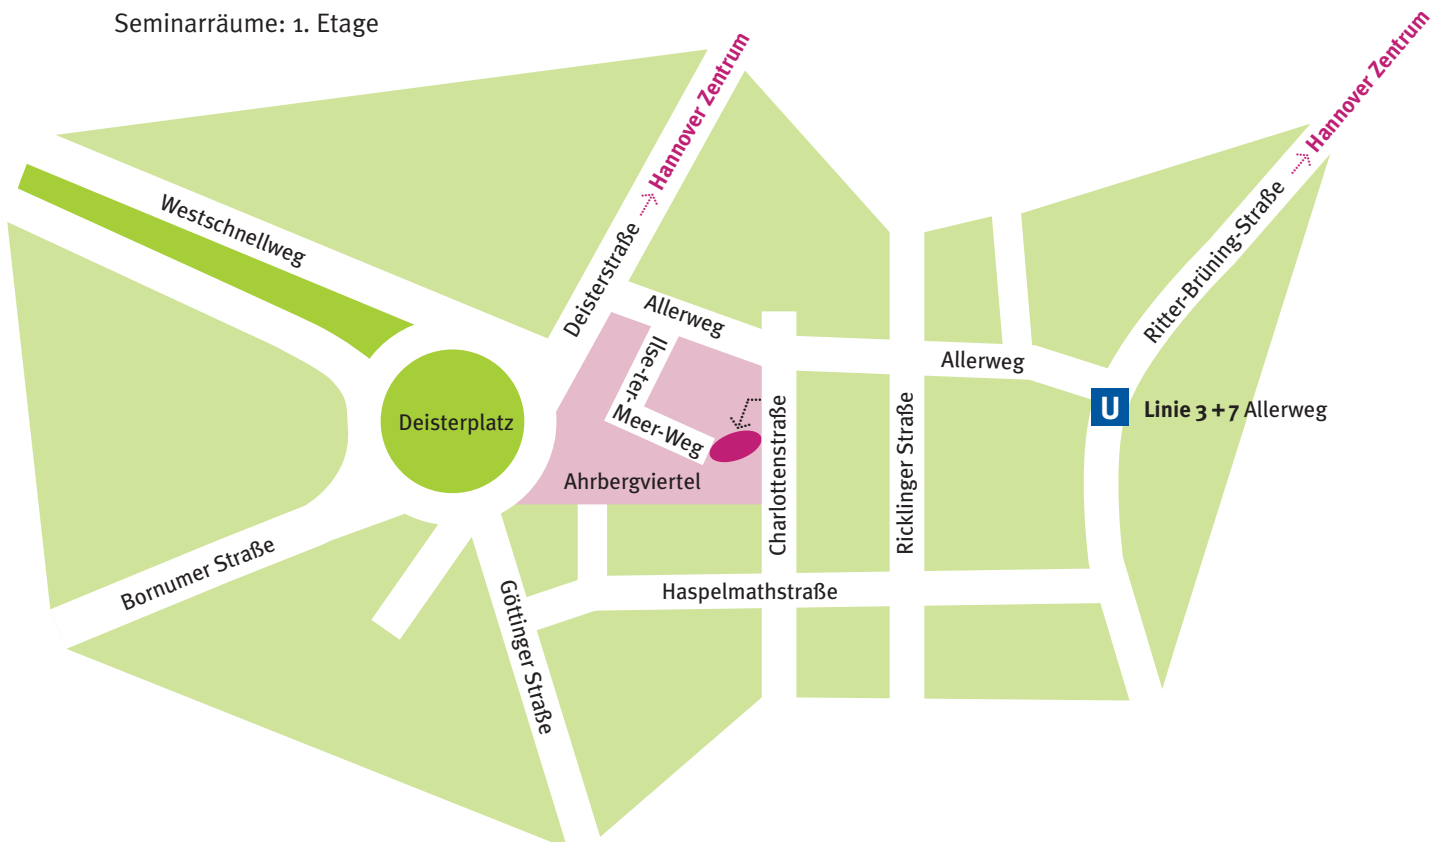 Seminarräume: 1. Etage
Hannover Zentrum
Hannover Zentrum
Westschnellweg
Deisterstraße
Ritter-Brüning-Straße
Allerweg
Ilse-ter-
Meer-Weg
Allerweg
U Linie 3 + 7 Allerweg
Deisterplatz
Ahrbergviertel
Charlottenstraße
Ricklinger Straße
Bornumer Straße
Göttinger Straße
Haspelmathstraße